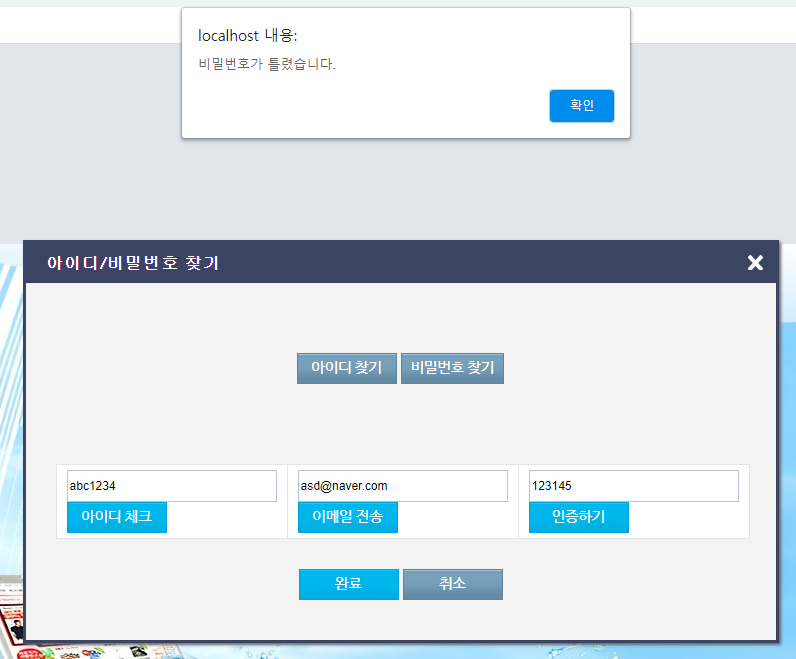 localhost 내용:
비밀번호가 틀렸습니다.
확인
아이디/비밀번호 찾기
아이디 찾기 비밀번호 찾기
abc1234 asd@naver.com 123145
아이디 체크 이메일 전송 인증하기
완료 취소